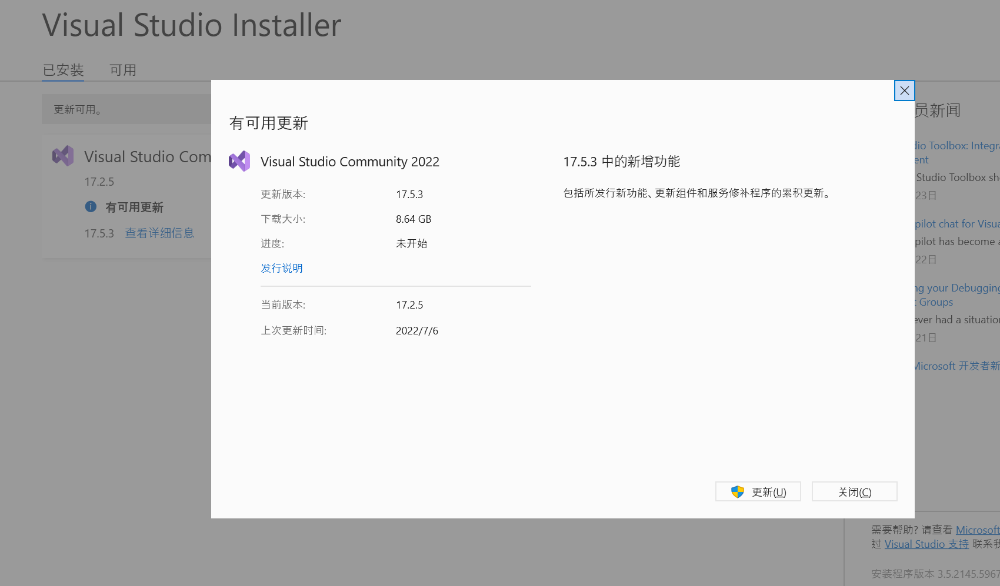 Visual Studio Installer
已安装
可用
更新可用。
Visual Studio Com
17.2.5
有可用更新
17.5.3 查看详细信息
有可用更新
Visual Studio Community 2022
更新版本: 17.5.3
下载大小: 8.64 GB
进度: 未开始
发行说明
当前版本: 17.2.5
上次更新时间: 2022/7/6
17.5.3 中的新增功能
包括所发行新功能、更新组件和服务修补程序的累积更新。
更新(U)
关闭(C)
员新闻
dio Toolbox: Integra
ent
Studio Toolbox sh
23日
pilot chat for Visua
pilot has become a
22日
ng your Debugging
t Groups
ever had a situation
21日
Microsoft 开发者新
需要帮助? 请查看 Microsoft
过 Visual Studio 支持 联系我
安装程序版本 3.5.2145.5967